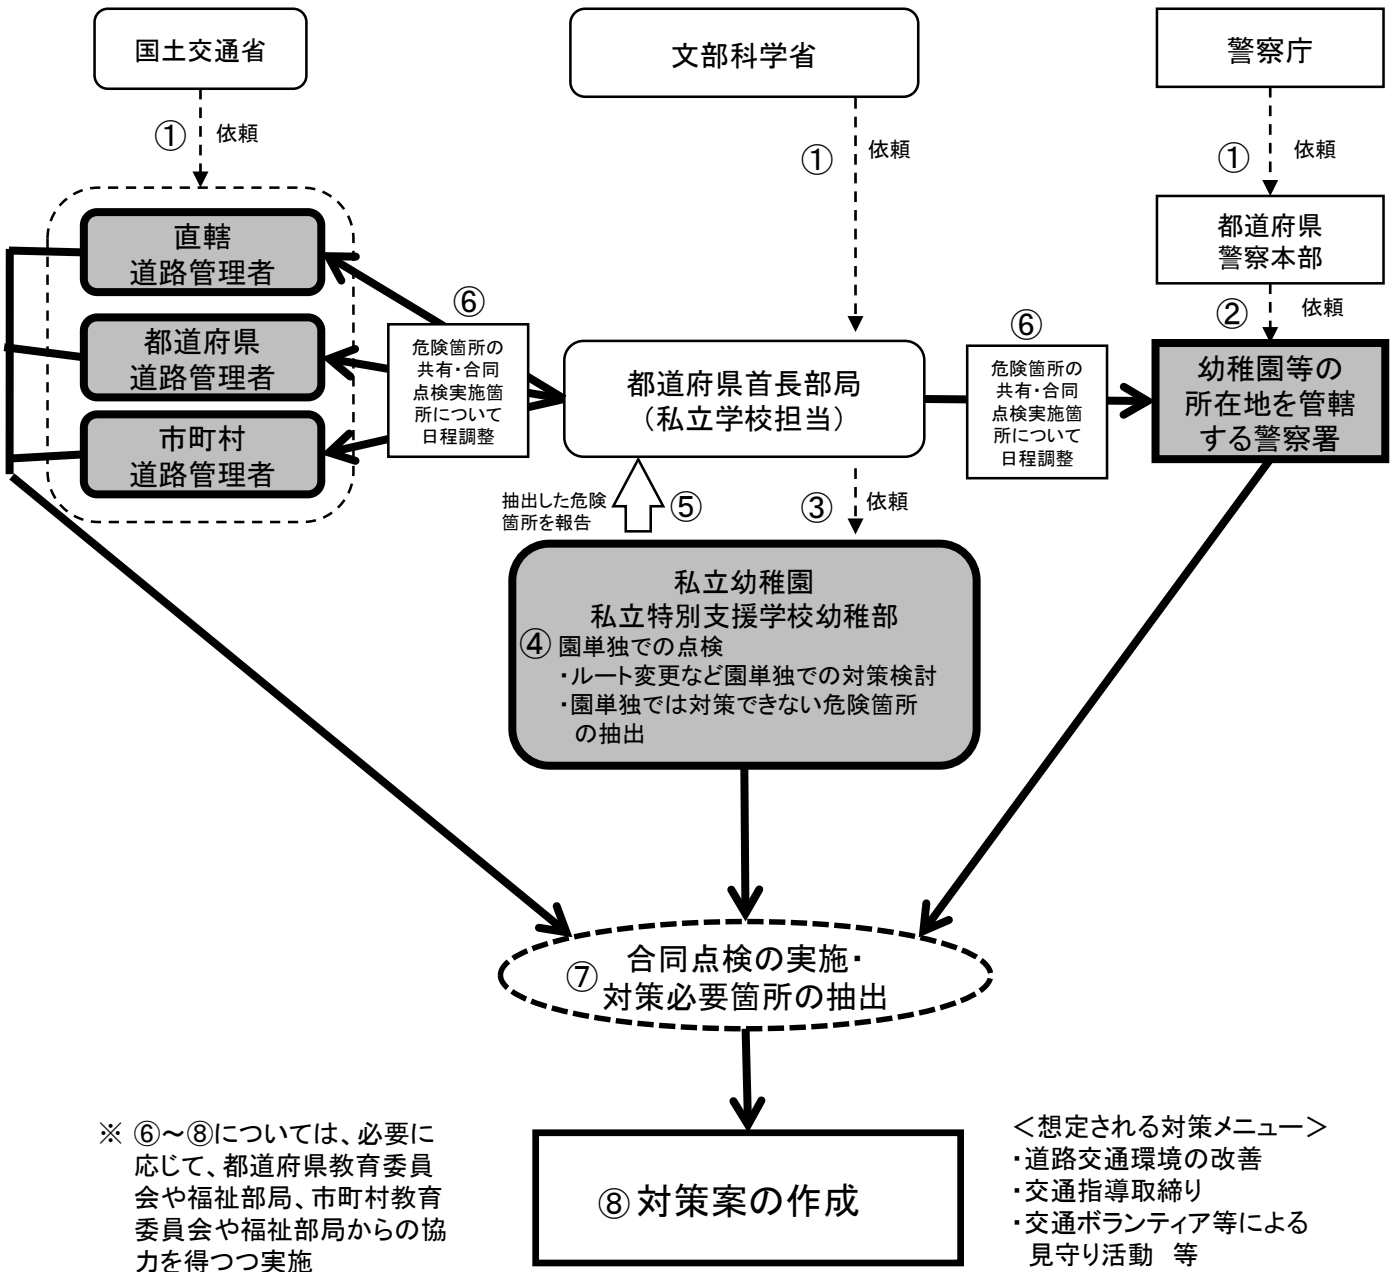 国土交通省
文部科学省
警察庁
① 依頼
① 依頼
① 依頼
直轄
道路管理者
都道府県
道路管理者
市町村
道路管理者
都道府県
警察本部
② 依頼
⑥
危険箇所の
共有・合同
点検実施箇
所について
日程調整
都道府県首長部局
（私立学校担当）
⑥
危険箇所の
共有・合同
点検実施箇
所について
日程調整
幼稚園等の
所在地を管轄
する警察署
抽出した危険
箇所を報告
⑤
③ 依頼
私立幼稚園
私立特別支援学校幼稚部
④ 園単独での点検
・ルート変更など園単独での対策検討
・園単独では対策できない危険箇所
の抽出
⑦ 合同点検の実施・
対策必要箇所の抽出
⑧ 対策案の作成
※ ⑥～⑧については、必要に
応じて、都道府県教育委員
会や福祉部局、市町村教育
委員会や福祉部局からの協
力を得つつ実施
＜想定される対策メニュー＞
・道路交通環境の改善
・交通指導取締り
・交通ボランティア等による
見守り活動　等